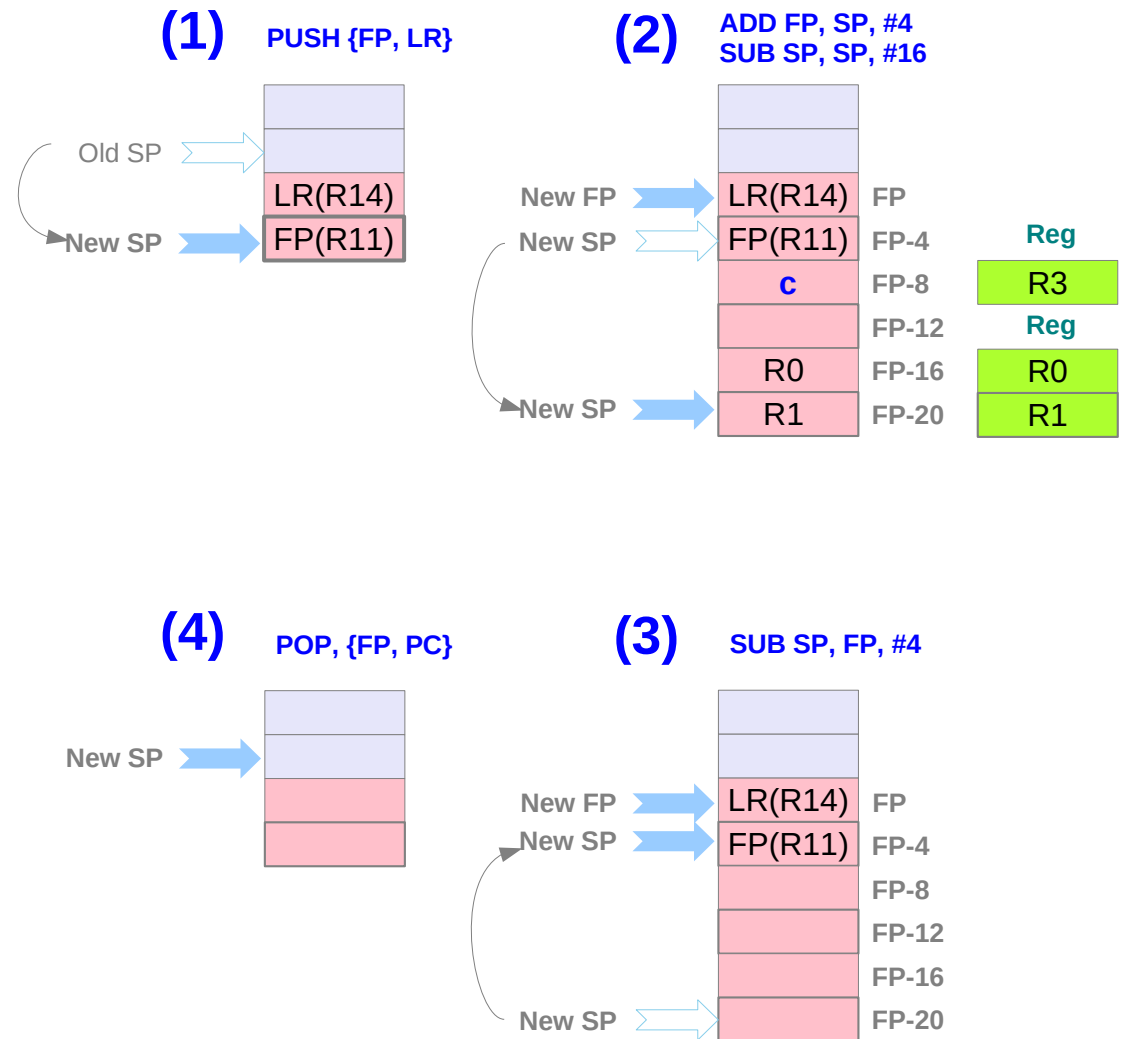 (1)
PUSH {FP, LR}
Old SP
LR(R14)
New SP
FP(R11)
(2)
ADD FP, SP, #4
SUB SP, SP, #16
New FP
LR(R14)
FP
New SP
FP(R11)
FP-4
Reg
c
FP-8
R3
FP-12
Reg
R0
FP-16
R0
New SP
R1
FP-20
R1
(4)
POP, {FP, PC}
New SP
(3)
SUB SP, FP, #4
New FP
LR(R14)
FP
New SP
FP(R11)
FP-4
FP-8
FP-12
FP-16
New SP
FP-20